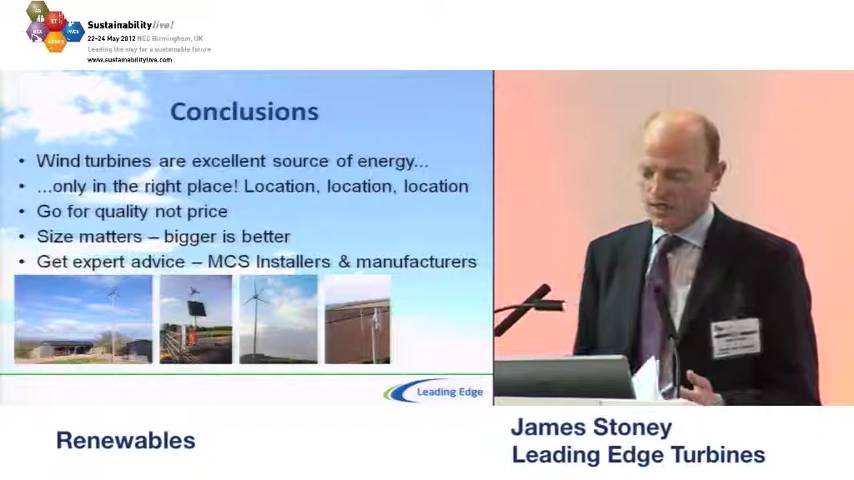 Sustainabilitylive!
22-24 May 2012 NEC Birmingham, UK
Leading the way for a sustainable future
www.sustainabilitylive.com
Conclusions
• Wind turbines are excellent source of energy...
• ...only in the right place! Location, location, location
• Go for quality not price
• Size matters – bigger is better
• Get expert advice – MCS Installers & manufacturers
Leading Edge
Renewables
James Stoney
Leading Edge Turbines